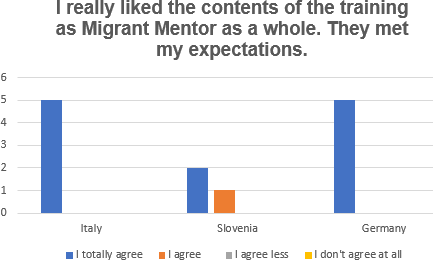 I really liked the contents of the training
as Migrant Mentor as a whole. They met
my expectations.
6
5
4
3
2
1
0
Italy Slovenia Germany
I totally agree I agree I agree less I don't agree at all